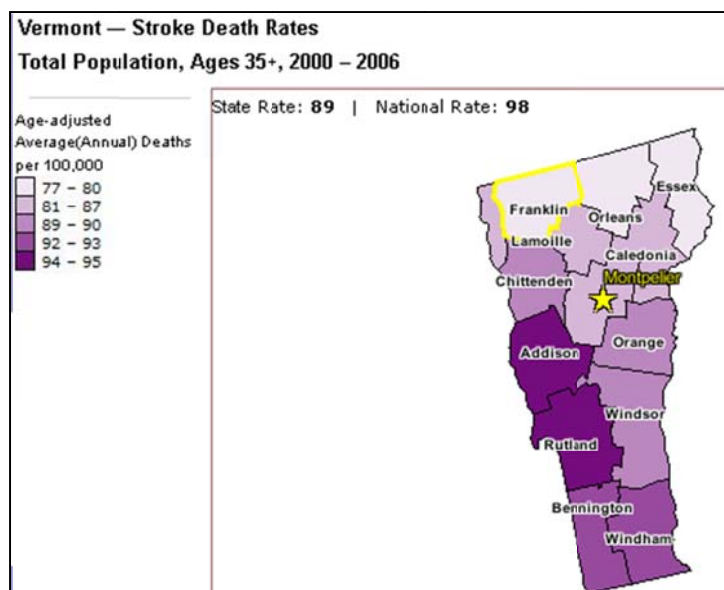 Vermont — Stroke Death Rates
Total Population, Ages 35+, 2000 – 2006
State Rate: 89 | National Rate: 98
Age-adjusted
Average(Annual) Deaths
per 100,000
77 – 80
81 – 87
89 – 90
92 – 93
94 – 95
Essex
Franklin
Orleans
Lamoille
Caledonia
Montpelier
Chittenden
Orange
Addison
Windsor
Rutland
Bennington
Windham